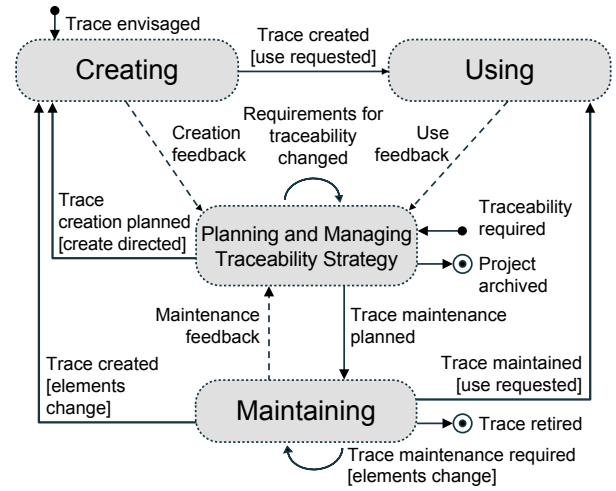 Trace envisaged
Creating
Trace created
[use requested]
Using
Creation
feedback
Requirements for
traceability
changed
Use
feedback
Trace
creation planned
[create directed]
Planning and Managing
Traceability Strategy
Traceability
required
Project
archived
Maintenance
feedback
Trace maintenance
planned
Trace created
[elements
change]
Trace maintained
[use requested]
Maintaining
Trace retired
Trace maintenance required
[elements change]